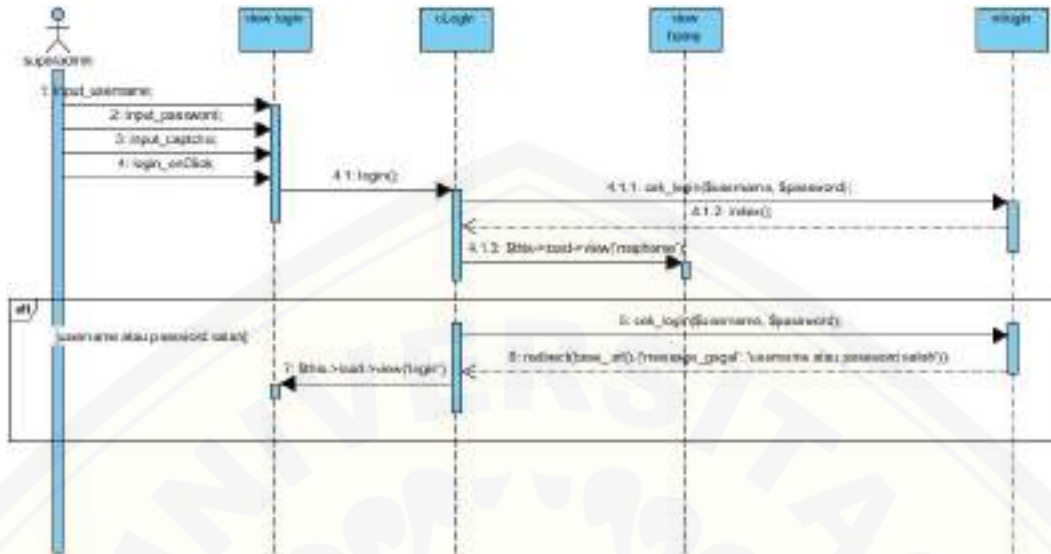 superadmin
view login
cLogin
view
home
mlogin
1: input_username;
2: input_password;
3: input_captcha;
4: login_onClick;
4.1: login();
4.1.1: cek_login($username, $password);
4.1.2: index();
4.1.3: $this->load->view("maphome");
alt
[username atau password salah]
5: cek_login($username, $password);
6: redirect(base_url().'message_gagal': 'username atau password salah'))
7: $this->load->view('login')
UNIVERSITA